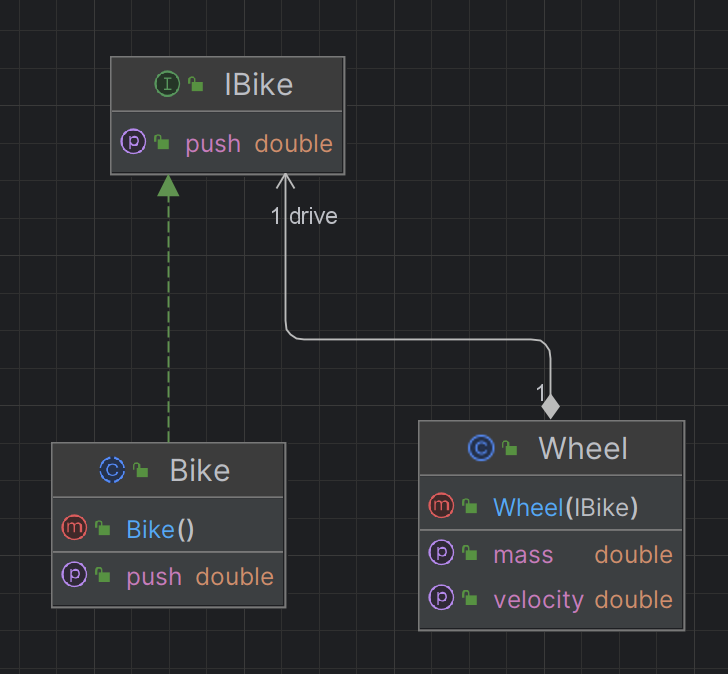 I IBike
p push double
1 drive
1
C Bike
m Bike()
p push double
C Wheel
m Wheel(IBike)
p mass double
p velocity double